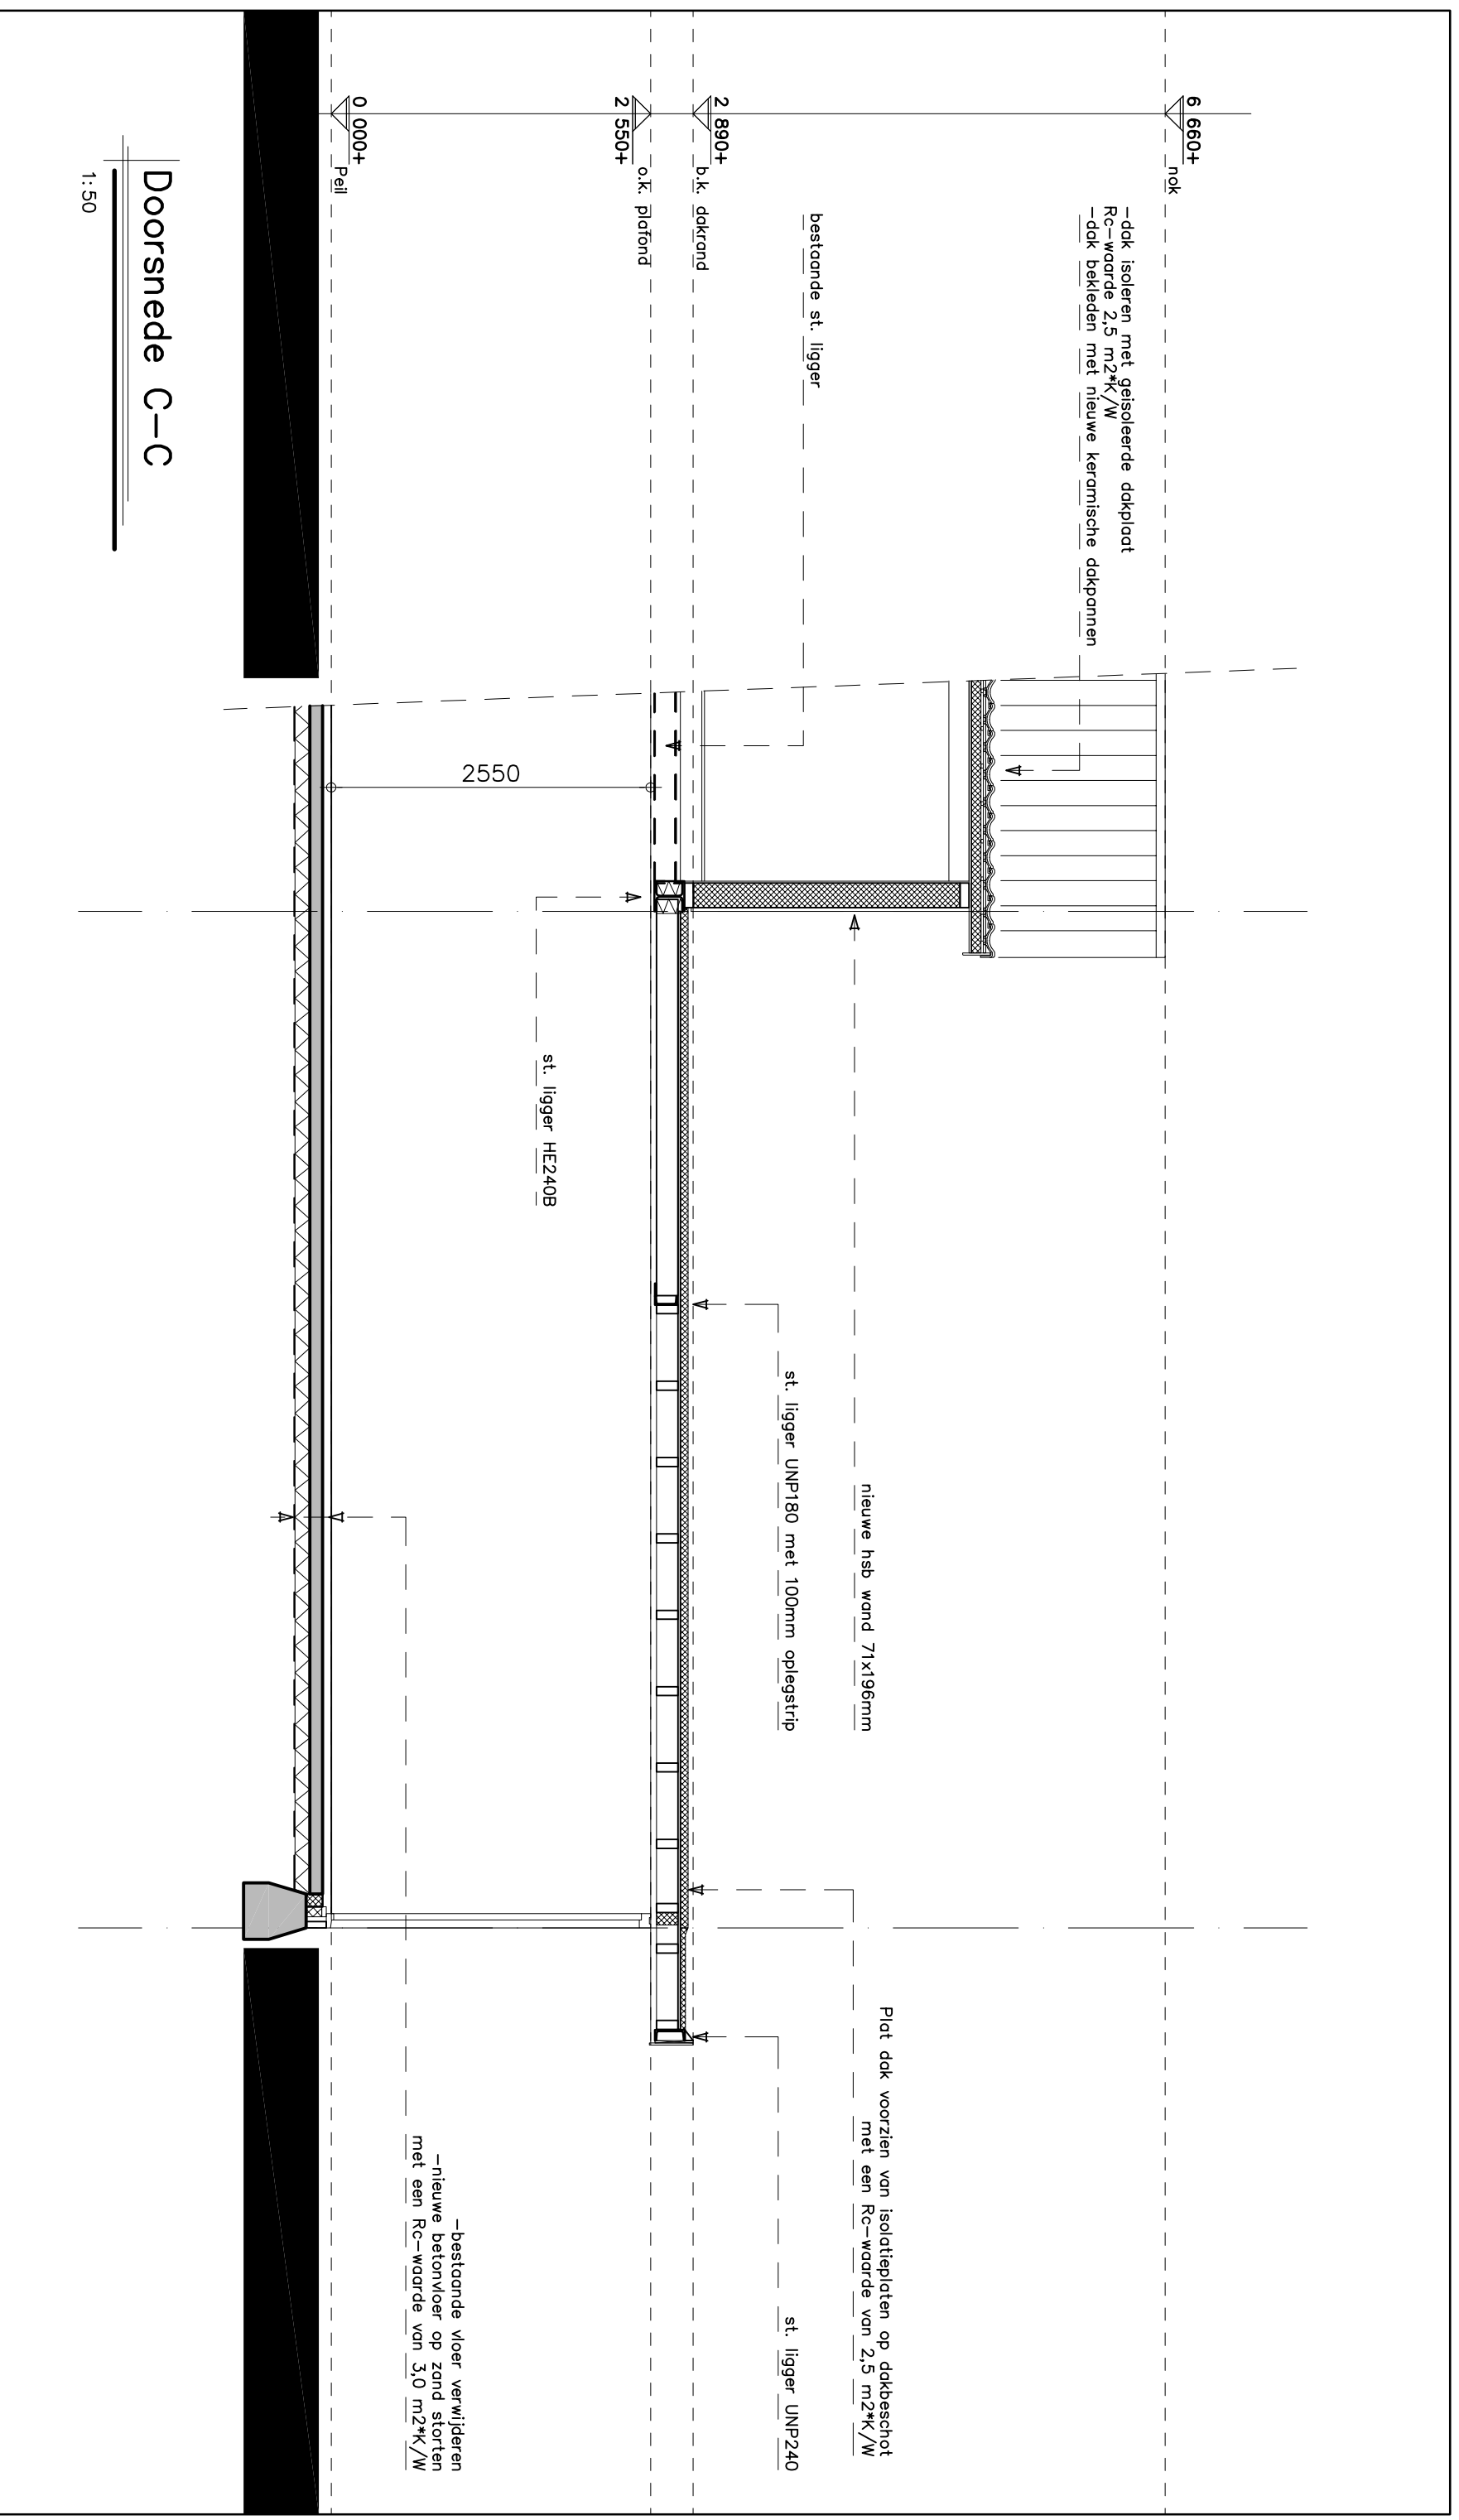 6 660+
nok
-dak isoleren met geisoleerde dakplaat
Rc-waarde 2,5 m2*K/W
-dak bekleden met nieuwe keramische dakpannen
Plat dak voorzien van isolatieplaten op dakbeschot
met een Rc-waarde van 2,5 m2*K/W
nieuwe hsb wand 71x196mm
bestaande st. ligger
st. ligger UNP180 met 100mm oplegstrip
st. ligger UNP240
2 890+
b.k. dakrand
2 550+
o.k. plafond
st. ligger HE240B
2550
-bestaande vloer verwijderen
-nieuwe betonvloer op zand storten
met een Rc-waarde van 3,0 m2*K/W
0 000+
Peil
Doorsnede C-C
1:50